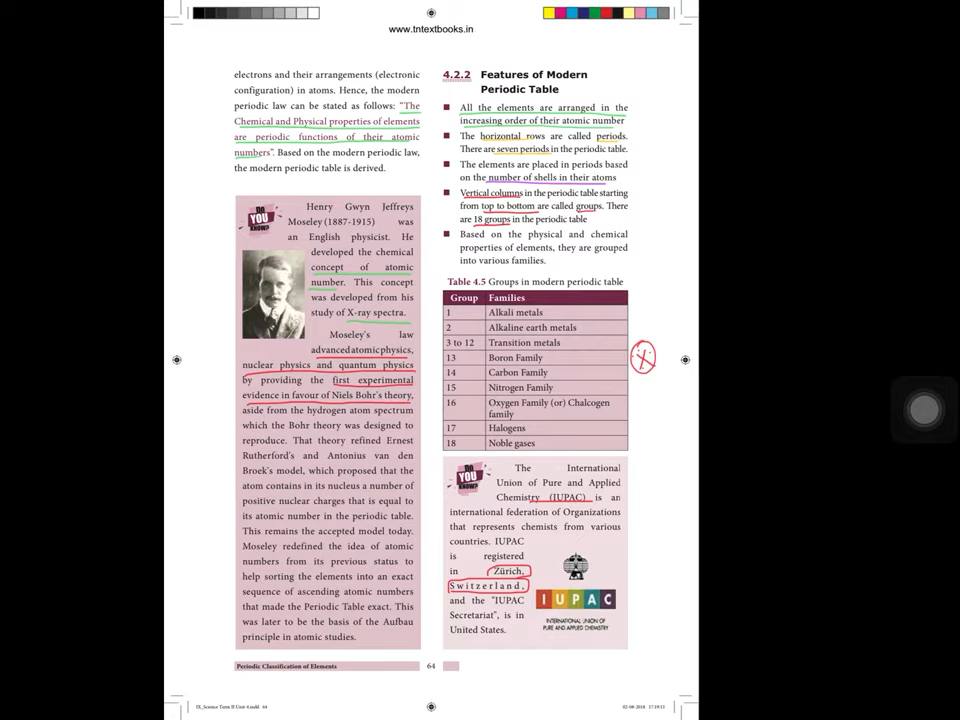 www.tntextbooks.in
electrons and their arrangements (electronic
configuration) in atoms. Hence, the modern
periodic law can be stated as follows: “The
Chemical and Physical properties of elements
are periodic functions of their atomic
numbers”. Based on the modern periodic law,
the modern periodic table is derived.
DO
YOU
KNOW?
Henry Gwyn Jeffreys
Moseley (1887-1915) was
an English physicist. He
developed the chemical
concept of atomic
number. This concept
was developed from his
study of X-ray spectra.
Moseley's law
advanced atomic physics,
nuclear physics and quantum physics
by providing the first experimental
evidence in favour of Niels Bohr's theory,
aside from the hydrogen atom spectrum
which the Bohr theory was designed to
reproduce. That theory refined Ernest
Rutherford's and Antonius van den
Broek's model, which proposed that the
atom contains in its nucleus a number of
positive nuclear charges that is equal to
its atomic number in the periodic table.
This remains the accepted model today.
Moseley redefined the idea of atomic
numbers from its previous status to
help sorting the elements into an exact
sequence of ascending atomic numbers
that made the Periodic Table exact. This
was later to be the basis of the Aufbau
principle in atomic studies.
4.2.2 Features of Modern
Periodic Table
All the elements are arranged in the
increasing order of their atomic number
The horizontal rows are called periods.
There are seven periods in the periodic table.
The elements are placed in periods based
on the number of shells in their atoms
Vertical columns in the periodic table starting
from top to bottom are called groups. There
are 18 groups in the periodic table
Based on the physical and chemical
properties of elements, they are grouped
into various families.
Table 4.5 Groups in modern periodic table
Group Families
1 Alkali metals
2 Alkaline earth metals
3 to 12 Transition metals
13 Boron Family
14 Carbon Family
15 Nitrogen Family
16 Oxygen Family (or) Chalcogen
family
17 Halogens
18 Noble gases
DO
YOU
KNOW?
The International
Union of Pure and Applied
Chemistry (IUPAC) is an
international federation of Organizations
that represents chemists from various
countries. IUPAC
is registered
in Zürich,
Switzerland,
and the "IUPAC
Secretariat", is in
United States.
I U P A C
INTERNATIONAL UNION OF
PURE AND APPLIED CHEMISTRY
Periodic Classification of Elements
64
IX_Science Term II Unit-4.indd 64
02-08-2018 17:19:13